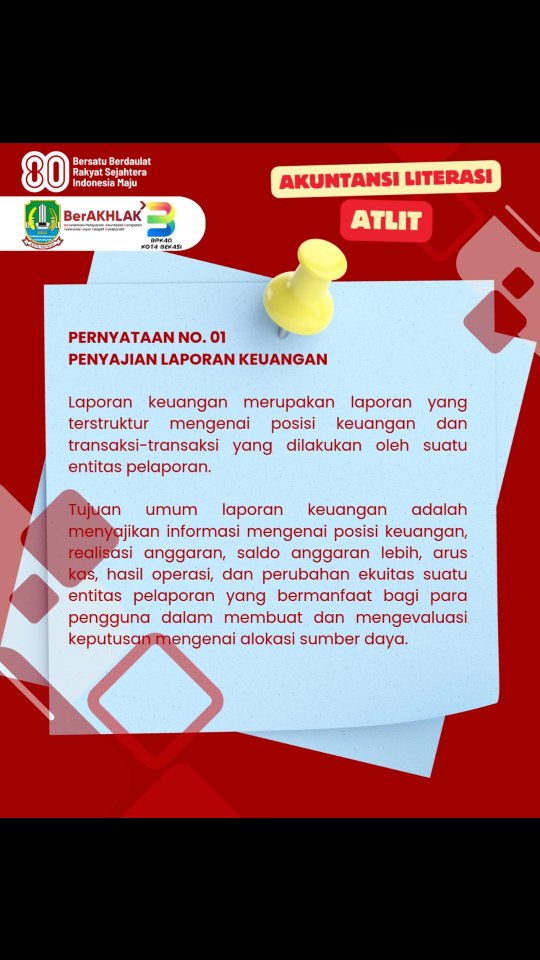 80 Bersatu Berdaulat
Rakyat Sejahtera
Indonesia Maju
AKUNTANSI LITERASI
ATLIT
BerAKHLAK
BPKAD
KOTA BEKASI
PERNYATAAN NO. 01
PENYAJIAN LAPORAN KEUANGAN
Laporan keuangan merupakan laporan yang
terstruktur mengenai posisi keuangan dan
transaksi-transaksi yang dilakukan oleh suatu
entitas pelaporan.
Tujuan umum laporan keuangan adalah
menyajikan informasi mengenai posisi keuangan,
realisasi anggaran, saldo anggaran lebih, arus
kas, hasil operasi, dan perubahan ekuitas suatu
entitas pelaporan yang bermanfaat bagi para
pengguna dalam membuat dan mengevaluasi
keputusan mengenai alokasi sumber daya.